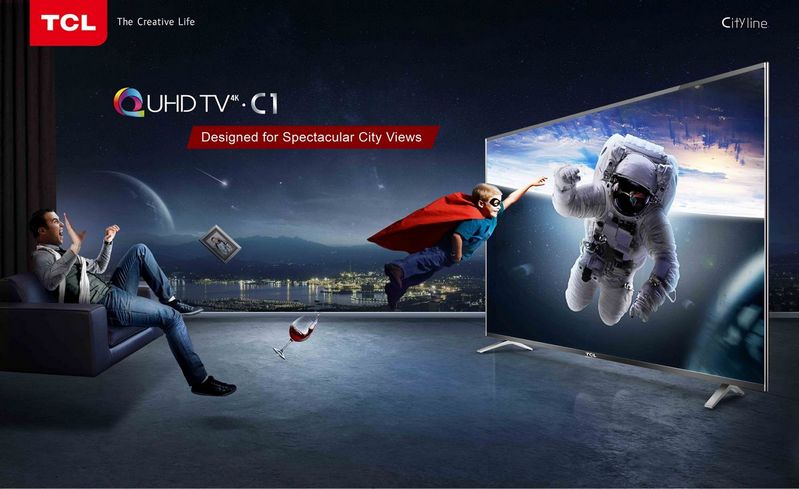 TCL
The Creative Life
Cityline
QUHD TV 4K · C1
Designed for Spectacular City Views
TCL